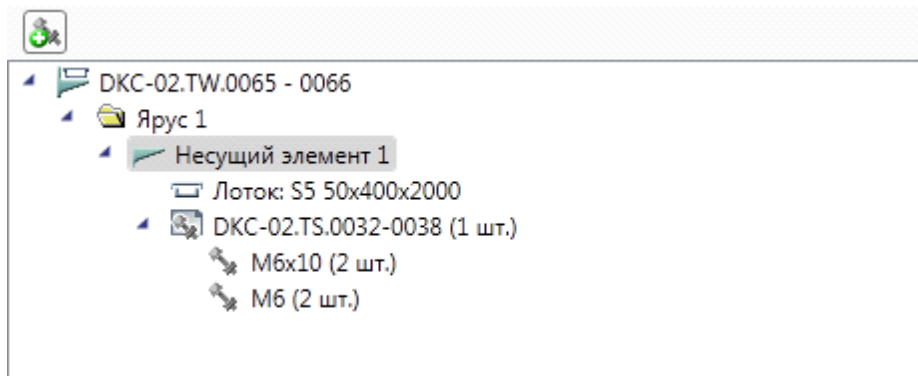 DKC-02.TW.0065 - 0066
Ярус 1
Несущий элемент 1
Лоток: S5 50x400x2000
DKC-02.TS.0032-0038 (1 шт.)
M6x10 (2 шт.)
M6 (2 шт.)